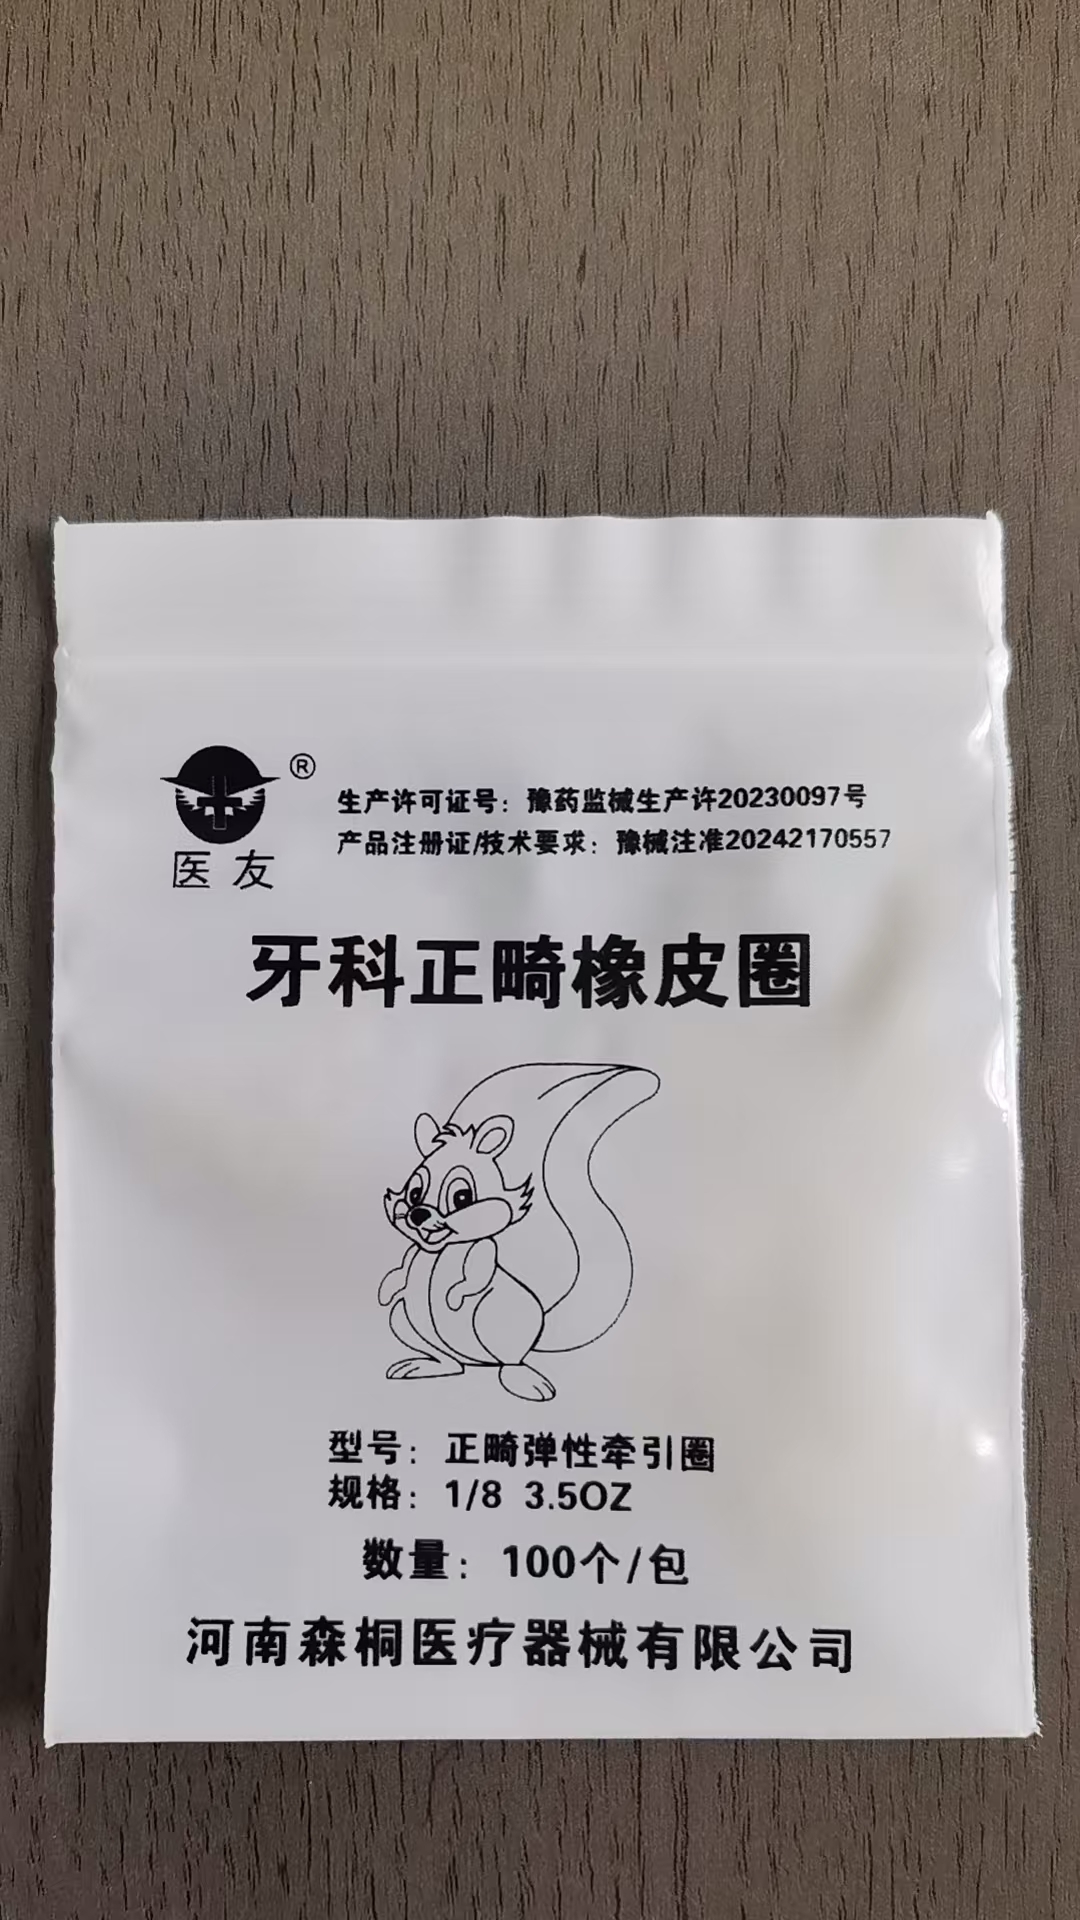 ®
医友
生产许可证号：豫药监械生产许20230097号
产品注册证/技术要求：豫械注准20242170557
牙科正畸橡皮圈
型号：正畸弹性牵引圈
规格：1/8 3.5OZ
数量：100个/包
河南森桐医疗器械有限公司